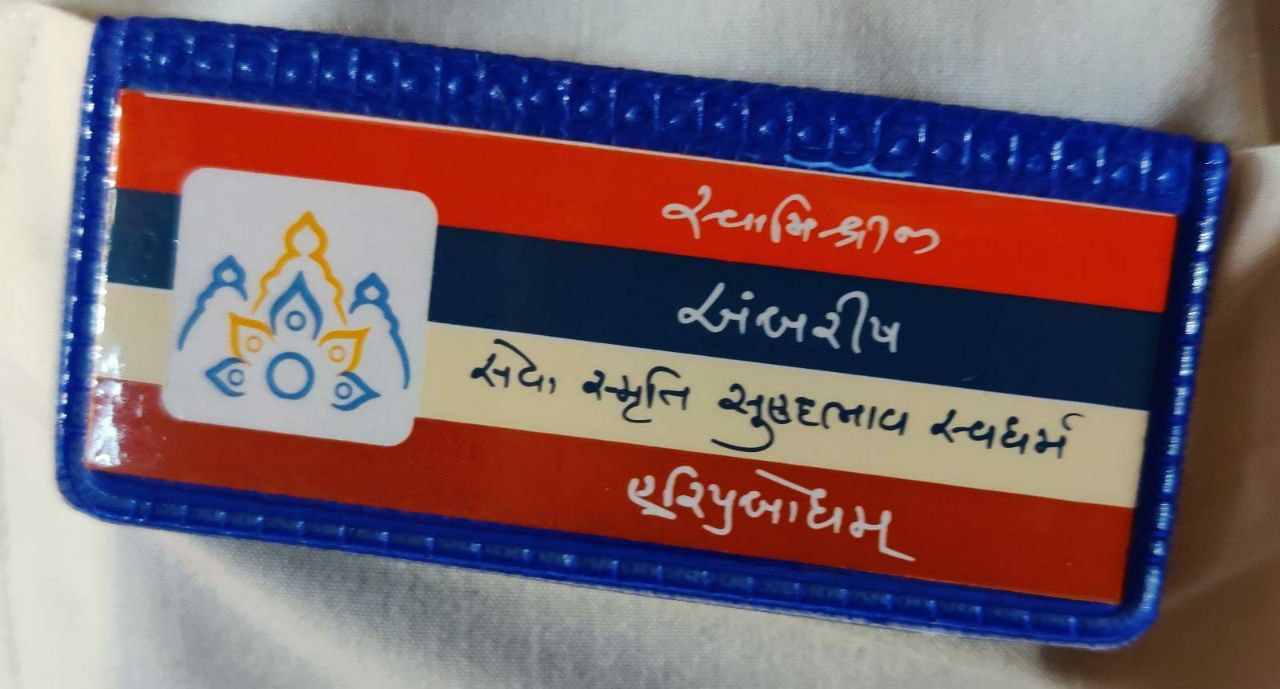 સ્વામિશ્રીજી
અંબરીષ
સેવા, સ્મૃતિ સુહૃદભાવ સ્વધર્મ
હરિપ્રબોધમ